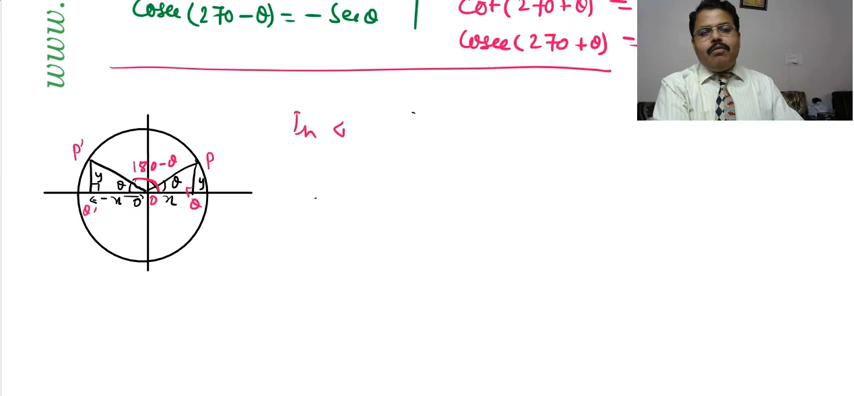 Cosec (270 - θ) = - Sec θ
Cot (270 + θ) =
Cosec (270 + θ) =
www.
In <
P'
180-θ
P
y
θ
θ
y
Q'
-x
O
O
x
Q